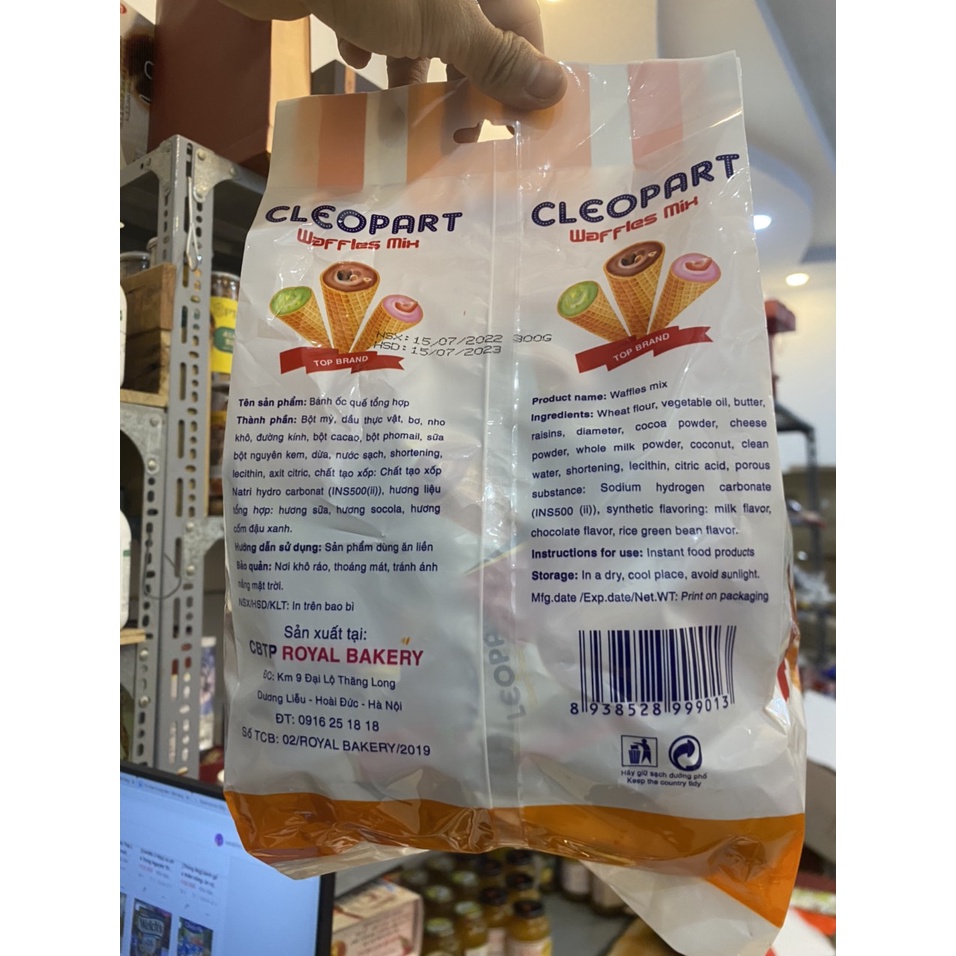 CLEOPART
Waffles Mix
TOP BRAND
NSX: 15/07/2022 300G
HSD: 15/07/2023
Tên sản phẩm: Bánh ốc quế tổng hợp
Thành phần: Bột mỳ, dầu thực vật, bơ, nho
khô, đường kính, bột cacao, bột phomail, sữa
bột nguyên kem, dừa, nước sạch, shortening,
lecithin, axit citric, chất tạo xốp: Chất tạo xốp
Natri hydro carbonat (INS500(ii)), hương liệu
tổng hợp: hương sữa, hương socola, hương
cốm đậu xanh.
Hướng dẫn sử dụng: Sản phẩm dùng ăn liền
Bảo quản: Nơi khô ráo, thoáng mát, tránh ánh
nắng mặt trời.
NSX/HSD/KLT: In trên bao bì
Sản xuất tại:
CBTP ROYAL BAKERY
ĐC: Km 9 Đại Lộ Thăng Long
Dương Liễu - Hoài Đức - Hà Nội
ĐT: 0916 25 18 18
Số TCB: 02/ROYAL BAKERY/2019
CLEOPART
Waffles Mix
TOP BRAND
Product name: Waffles mix
Ingredients: Wheat flour, vegetable oil, butter,
raisins, diameter, cocoa powder, cheese
powder, whole milk powder, coconut, clean
water, shortening, lecithin, citric acid, porous
substance: Sodium hydrogen carbonate
(INS500 (ii)), synthetic flavoring: milk flavor,
chocolate flavor, rice green bean flavor.
Instructions for use: Instant food products
Storage: In a dry, cool place, avoid sunlight.
Mfg.date /Exp.date/Net.WT: Print on packaging
8 938528 999013
Hãy giữ sạch đường phố
Keep the country tidy